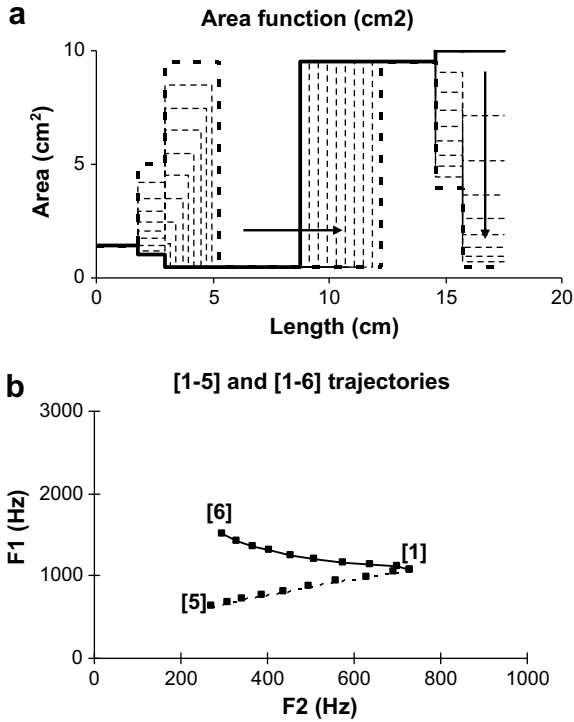 a
Area function (cm2)
10
5
0
Area (cm²)
0 5 10 15 20
Length (cm)
b
[1-5] and [1-6] trajectories
3000
2000
1000
0
F1 (Hz)
[6]
[1]
[5]
0 200 400 600 800 1000
F2 (Hz)